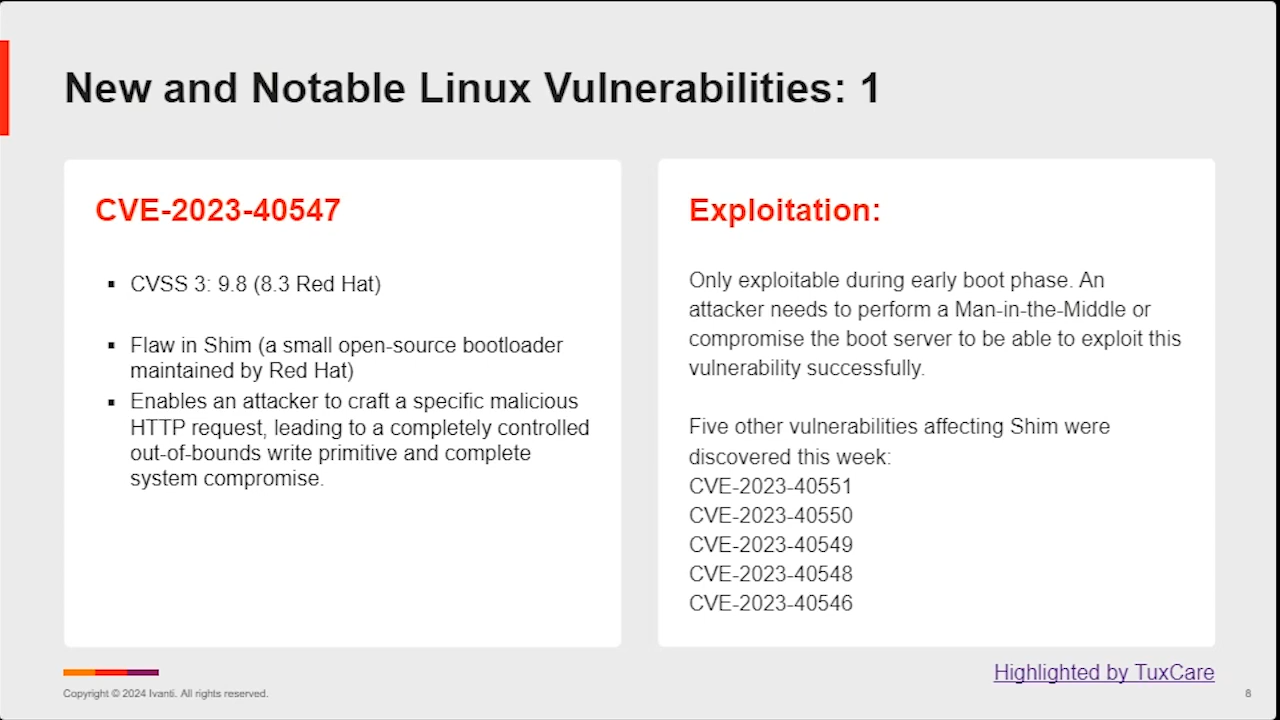 New and Notable Linux Vulnerabilities: 1
CVE-2023-40547
▪ CVSS 3: 9.8 (8.3 Red Hat)
▪ Flaw in Shim (a small open-source bootloader
maintained by Red Hat)
▪ Enables an attacker to craft a specific malicious
HTTP request, leading to a completely controlled
out-of-bounds write primitive and complete
system compromise.
Exploitation:
Only exploitable during early boot phase. An
attacker needs to perform a Man-in-the-Middle or
compromise the boot server to be able to exploit this
vulnerability successfully.
Five other vulnerabilities affecting Shim were
discovered this week:
CVE-2023-40551
CVE-2023-40550
CVE-2023-40549
CVE-2023-40548
CVE-2023-40546
Highlighted by TuxCare
Copyright © 2024 Ivanti. All rights reserved.
8